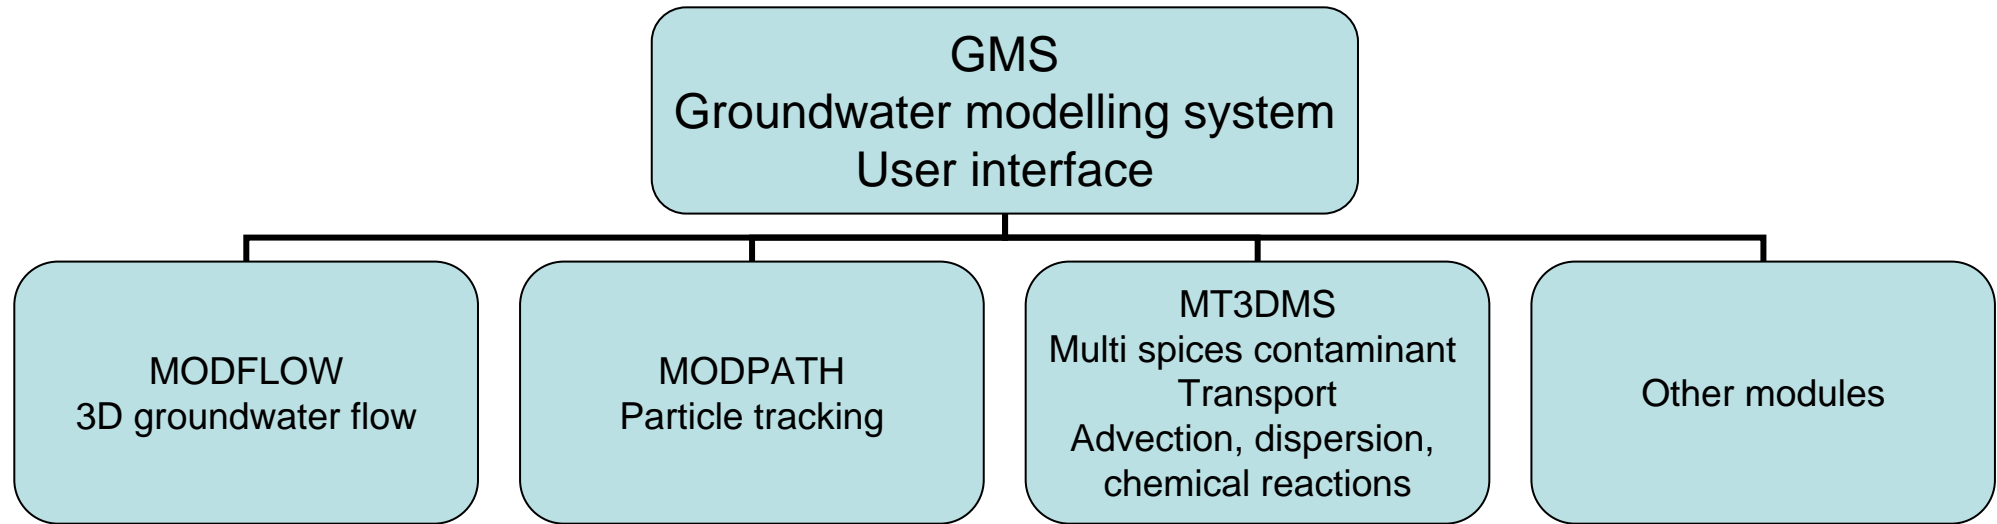 GMS
Groundwater modelling system
User interface
MODFLOW
3D groundwater flow
MODPATH
Particle tracking
MT3DMS
Multi spices contaminant
Transport
Advection, dispersion,
chemical reactions
Other modules